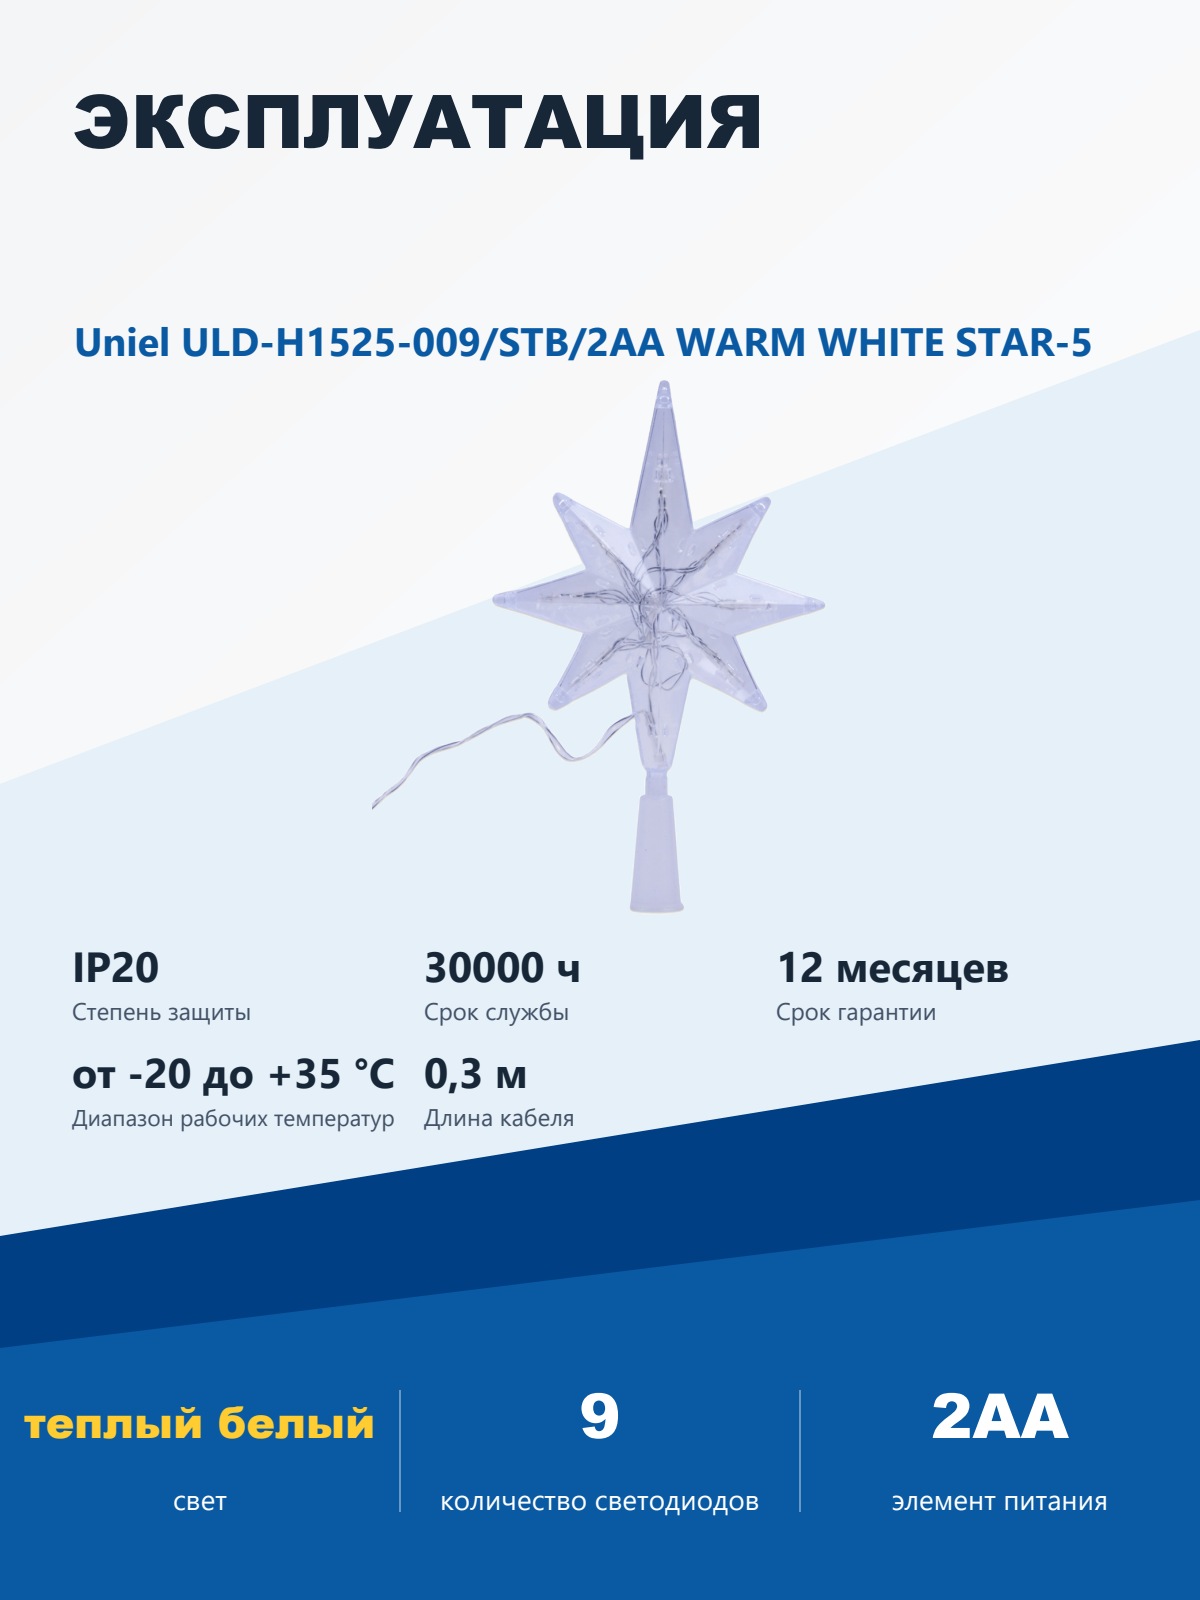 ЭКСПЛУАТАЦИЯ
Uniel ULD-H1525-009/STB/2AA WARM WHITE STAR-5
IP20
Степень защиты
30000 ч
Срок службы
12 месяцев
Срок гарантии
от -20 до +35 °C
Диапазон рабочих температур
0,3 м
Длина кабеля
теплый белый
свет
9
количество светодиодов
2AA
элемент питания